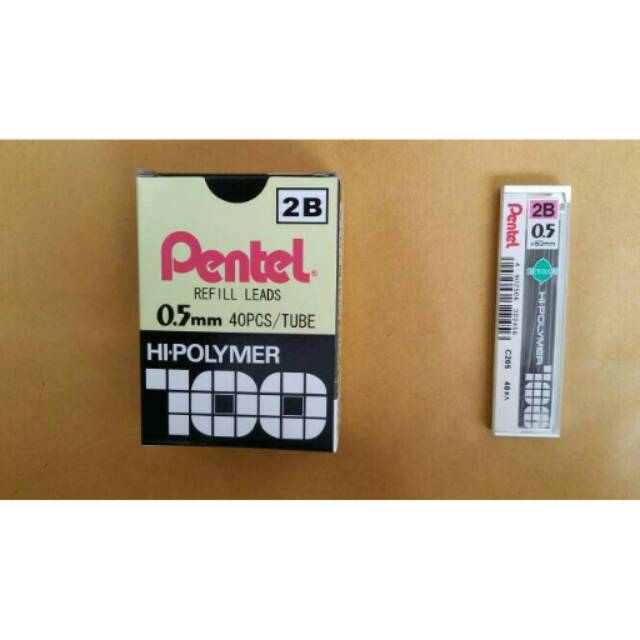 2B
Pentel®
REFILL LEADS
0.5mm 40PCS/TUBE
HI-POLYMER
100
Pentel
2B
0.5
×60mm
HI-POLYMER
100
C205